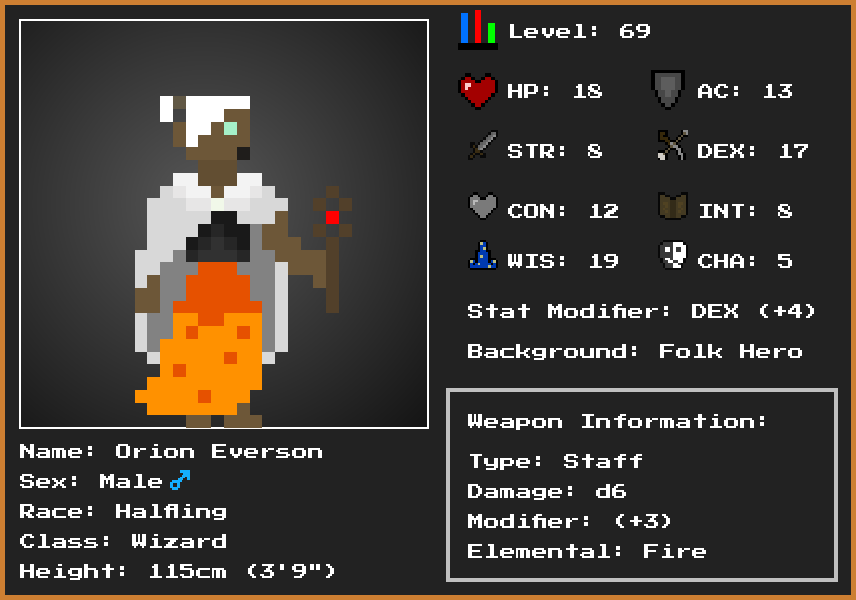 Level: 69
HP: 18 AC: 13
STR: 8 DEX: 17
CON: 12 INT: 8
WIS: 19 CHA: 5
Stat Modifier: DEX (+4)
Background: Folk Hero
Weapon Information:
Type: Staff
Damage: d6
Modifier: (+3)
Elemental: Fire
Name: Orion Everson
Sex: Male♂
Race: Halfling
Class: Wizard
Height: 115cm (3'9")